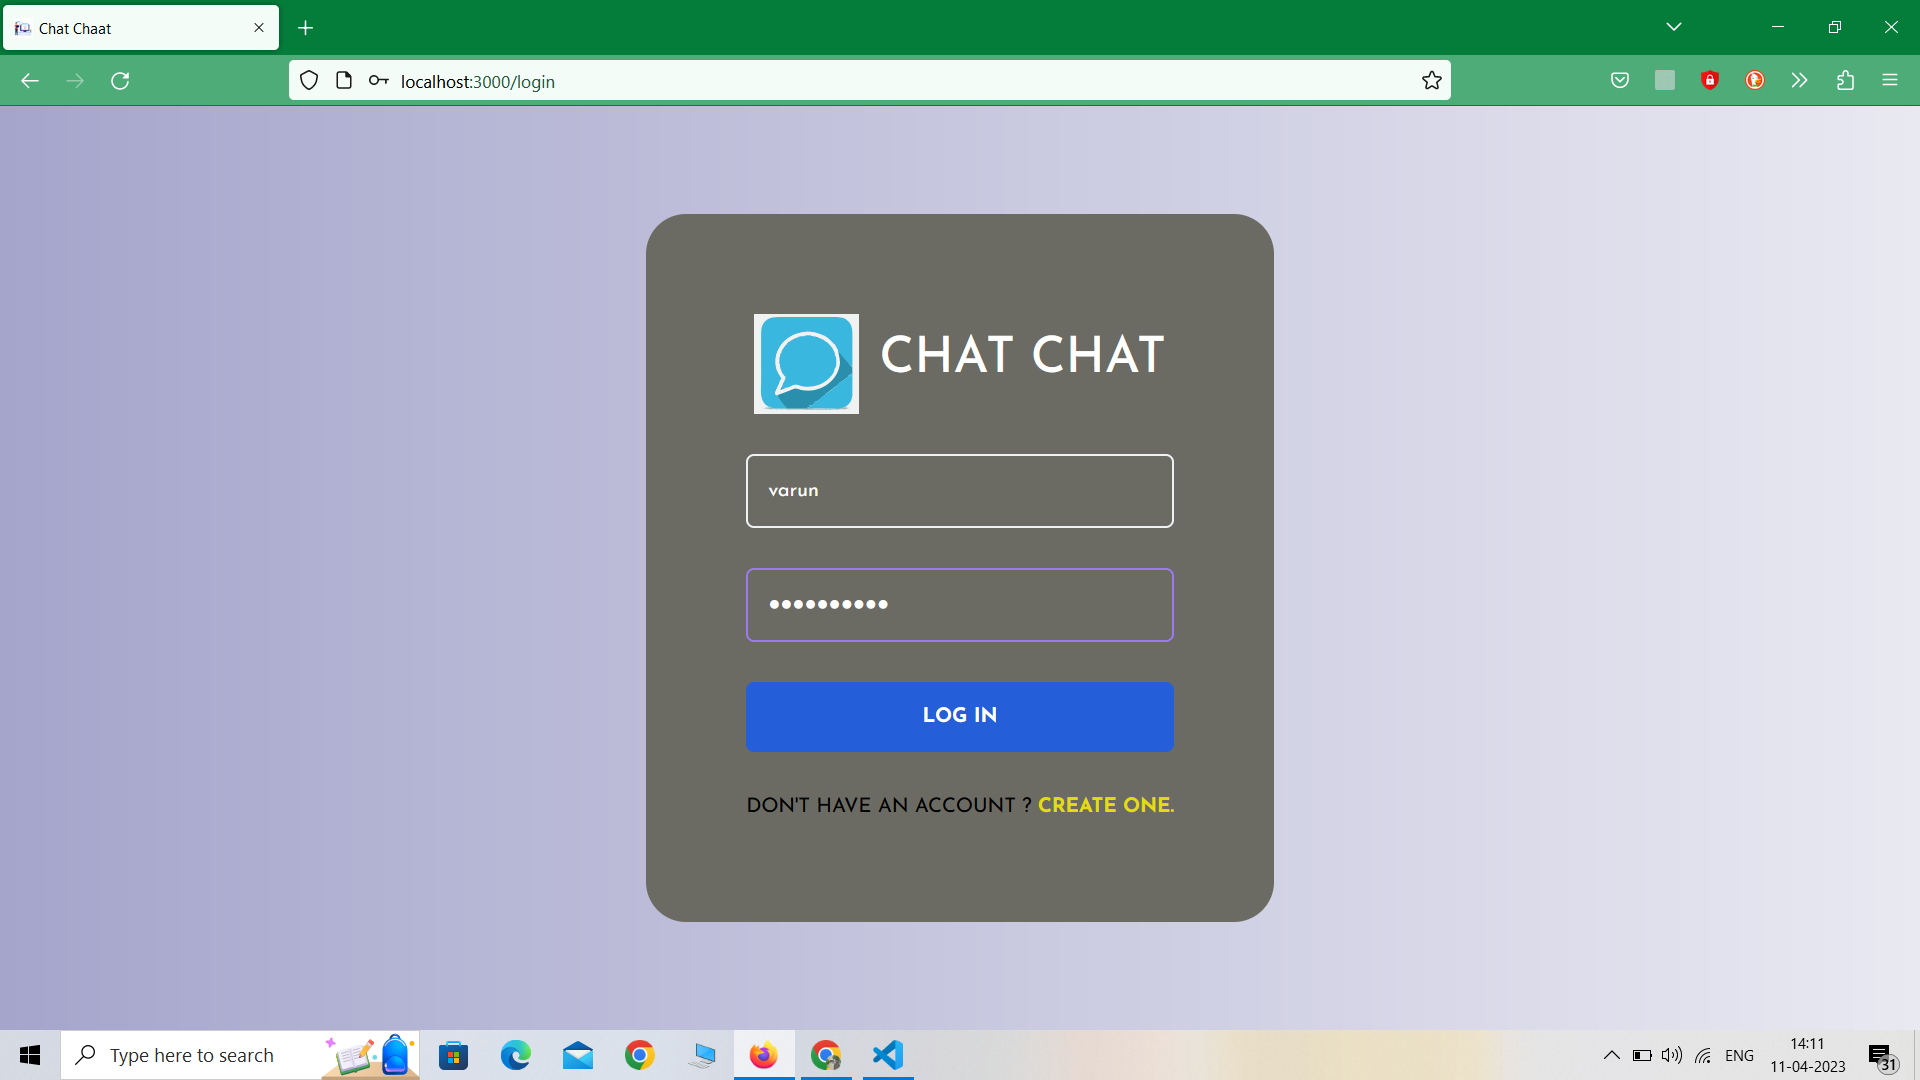 Chat Chaat
localhost:3000/login
CHAT CHAT
varun
••••••••••
LOG IN
DON'T HAVE AN ACCOUNT ? CREATE ONE.
Type here to search
ENG
14:11
11-04-2023
31